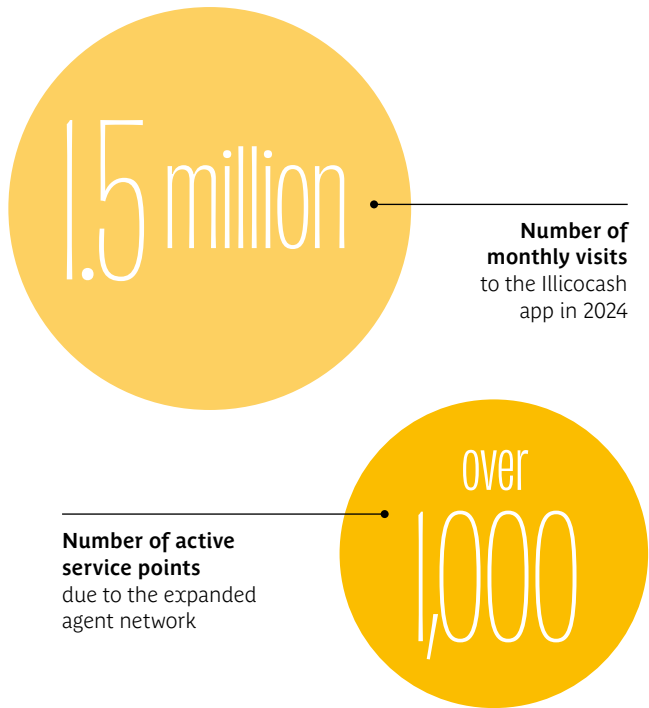 1.5 million
Number of
monthly visits
to the Illicocash
app in 2024
over
1,000
Number of active
service points
due to the expanded
agent network